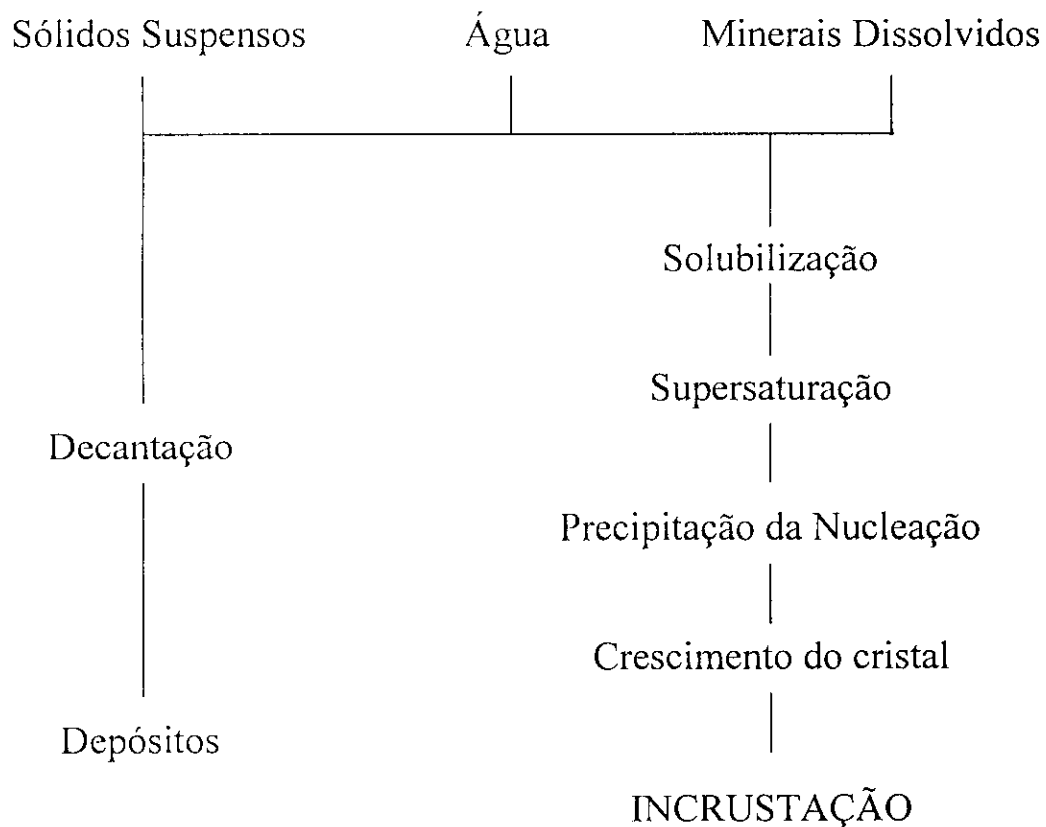 Sólidos Suspensos Água Minerais Dissolvidos
Solubilização
Supersaturação
Decantação
Precipitação da Nucleação
Crescimento do cristal
Depósitos
INCRUSTAÇÃO